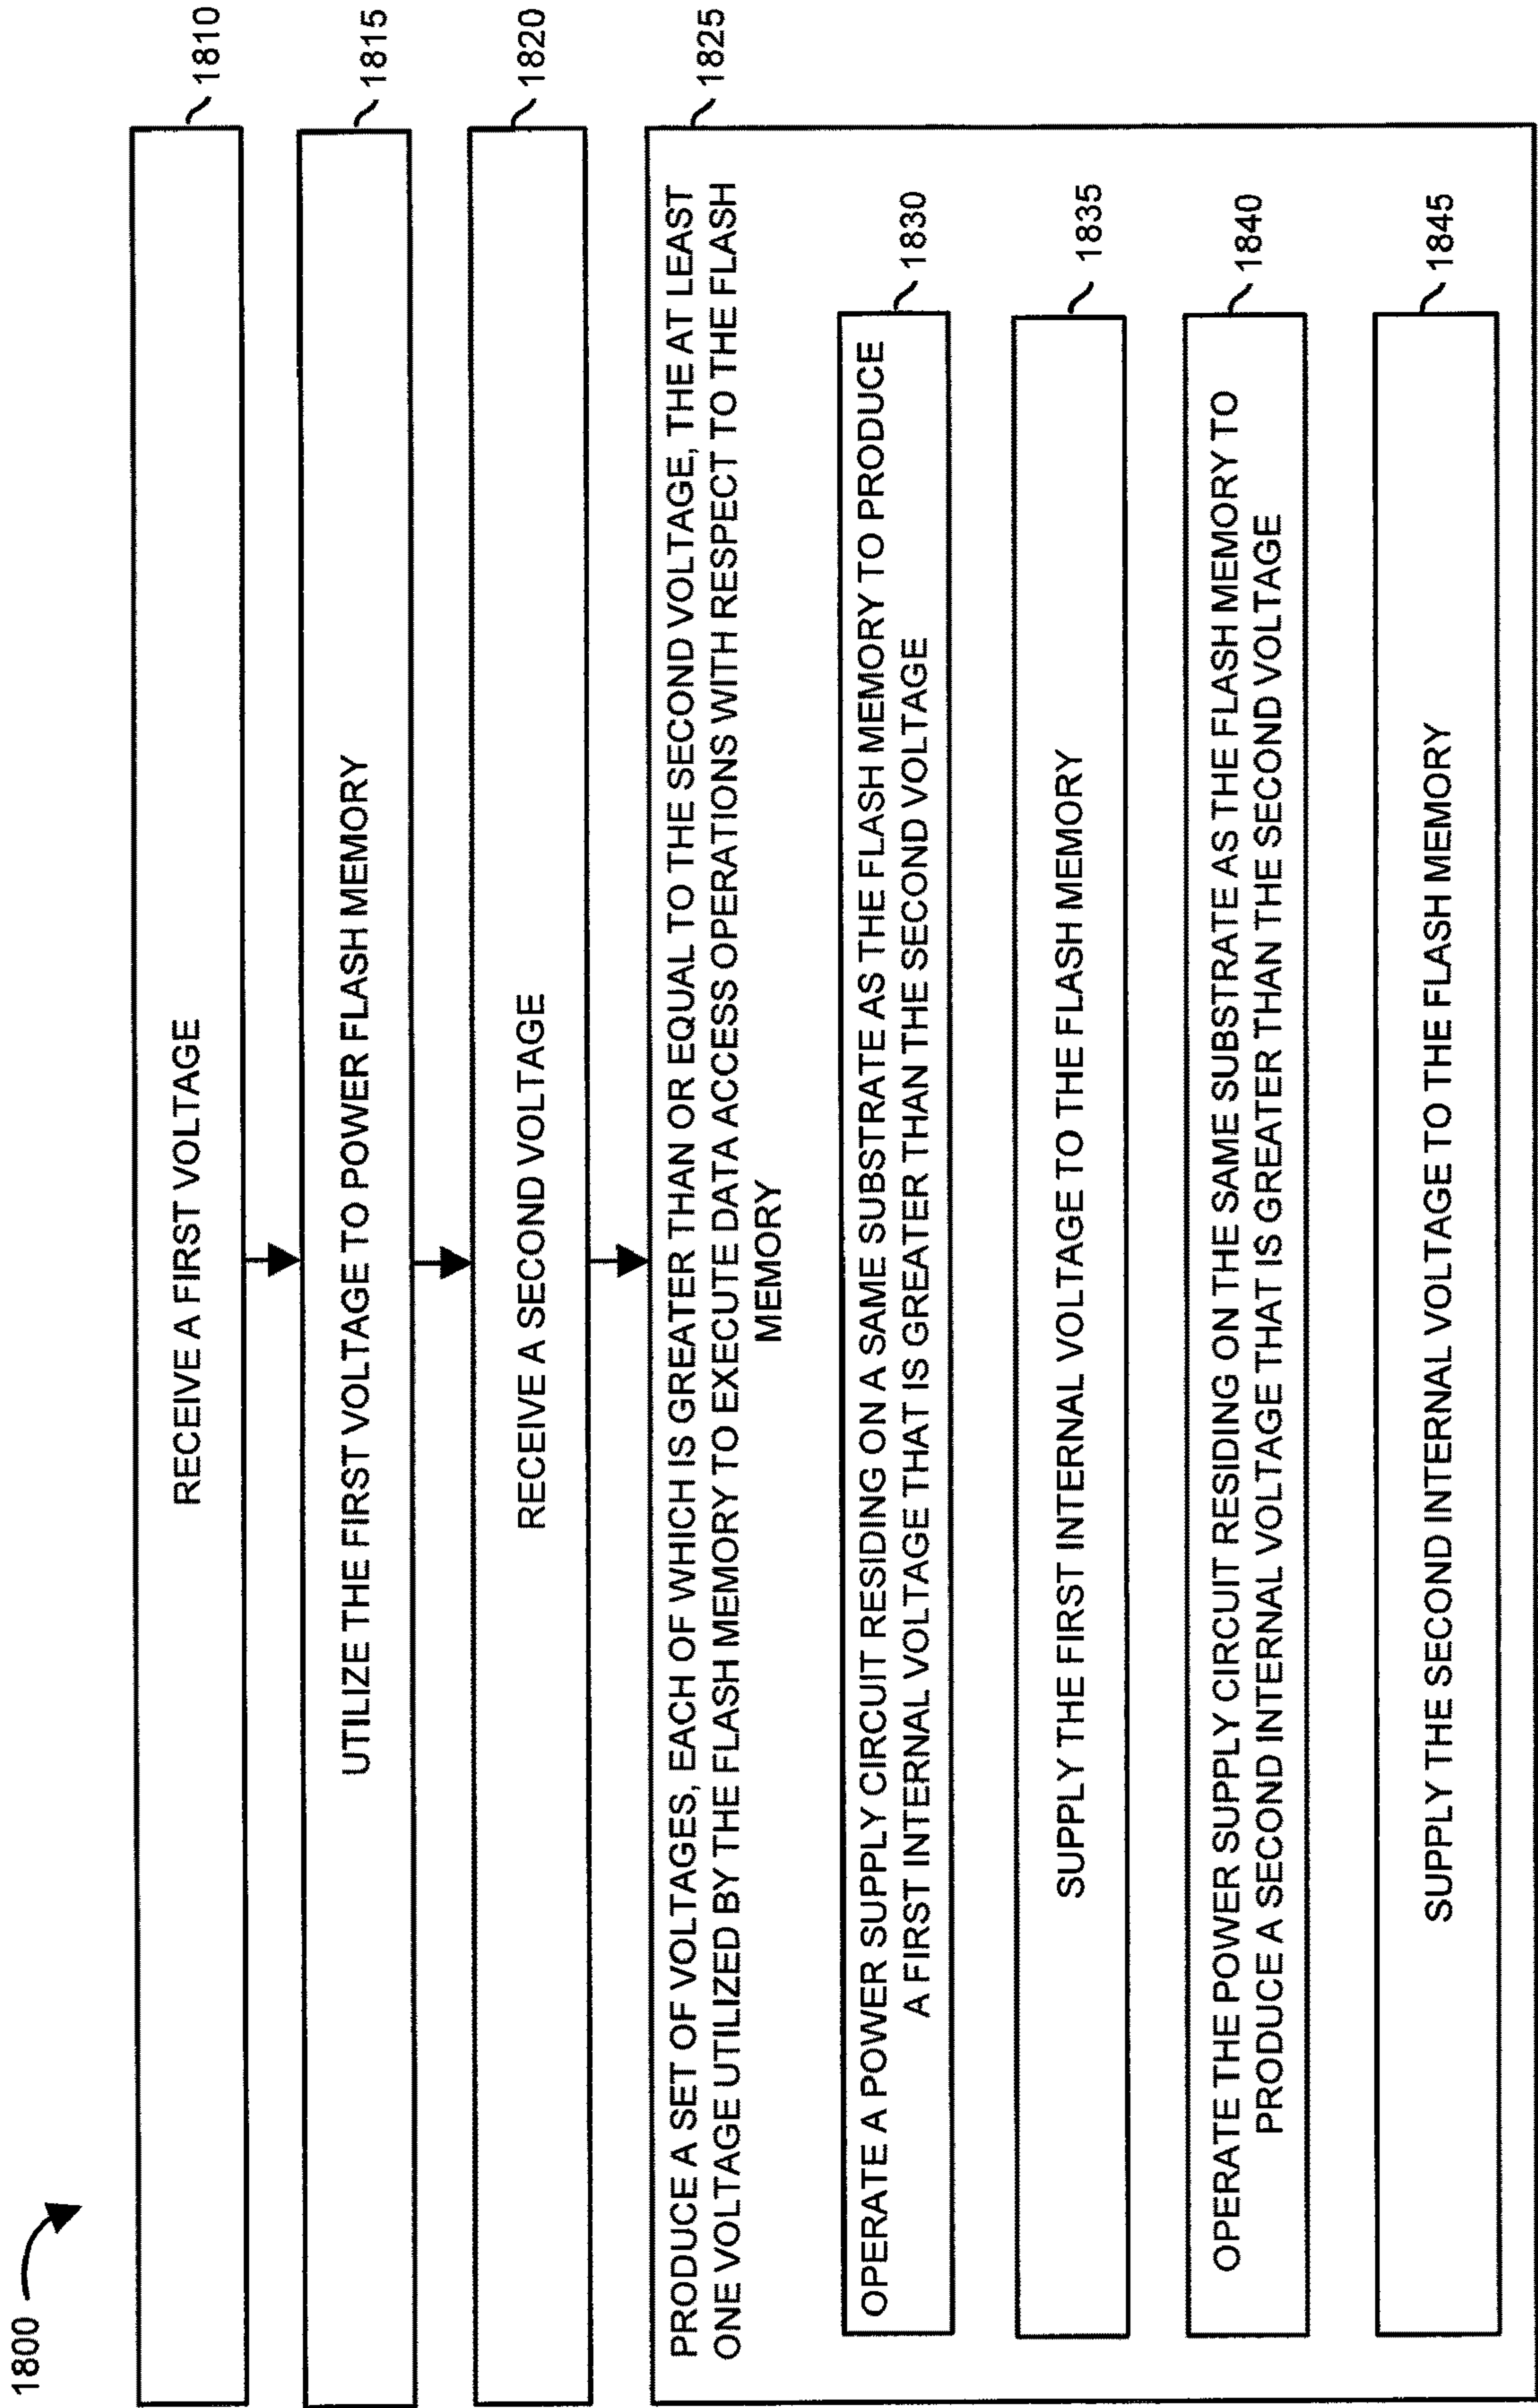 1800
RECEIVE A FIRST VOLTAGE
1810
UTILIZE THE FIRST VOLTAGE TO POWER FLASH MEMORY
1815
RECEIVE A SECOND VOLTAGE
1820
PRODUCE A SET OF VOLTAGES, EACH OF WHICH IS GREATER THAN OR EQUAL TO THE SECOND VOLTAGE, THE AT LEAST
ONE VOLTAGE UTILIZED BY THE FLASH MEMORY TO EXECUTE DATA ACCESS OPERATIONS WITH RESPECT TO THE FLASH
MEMORY
1825
OPERATE A POWER SUPPLY CIRCUIT RESIDING ON A SAME SUBSTRATE AS THE FLASH MEMORY TO PRODUCE
A FIRST INTERNAL VOLTAGE THAT IS GREATER THAN THE SECOND VOLTAGE
1830
SUPPLY THE FIRST INTERNAL VOLTAGE TO THE FLASH MEMORY
1835
OPERATE THE POWER SUPPLY CIRCUIT RESIDING ON THE SAME SUBSTRATE AS THE FLASH MEMORY TO
PRODUCE A SECOND INTERNAL VOLTAGE THAT IS GREATER THAN THE SECOND VOLTAGE
1840
SUPPLY THE SECOND INTERNAL VOLTAGE TO THE FLASH MEMORY
1845